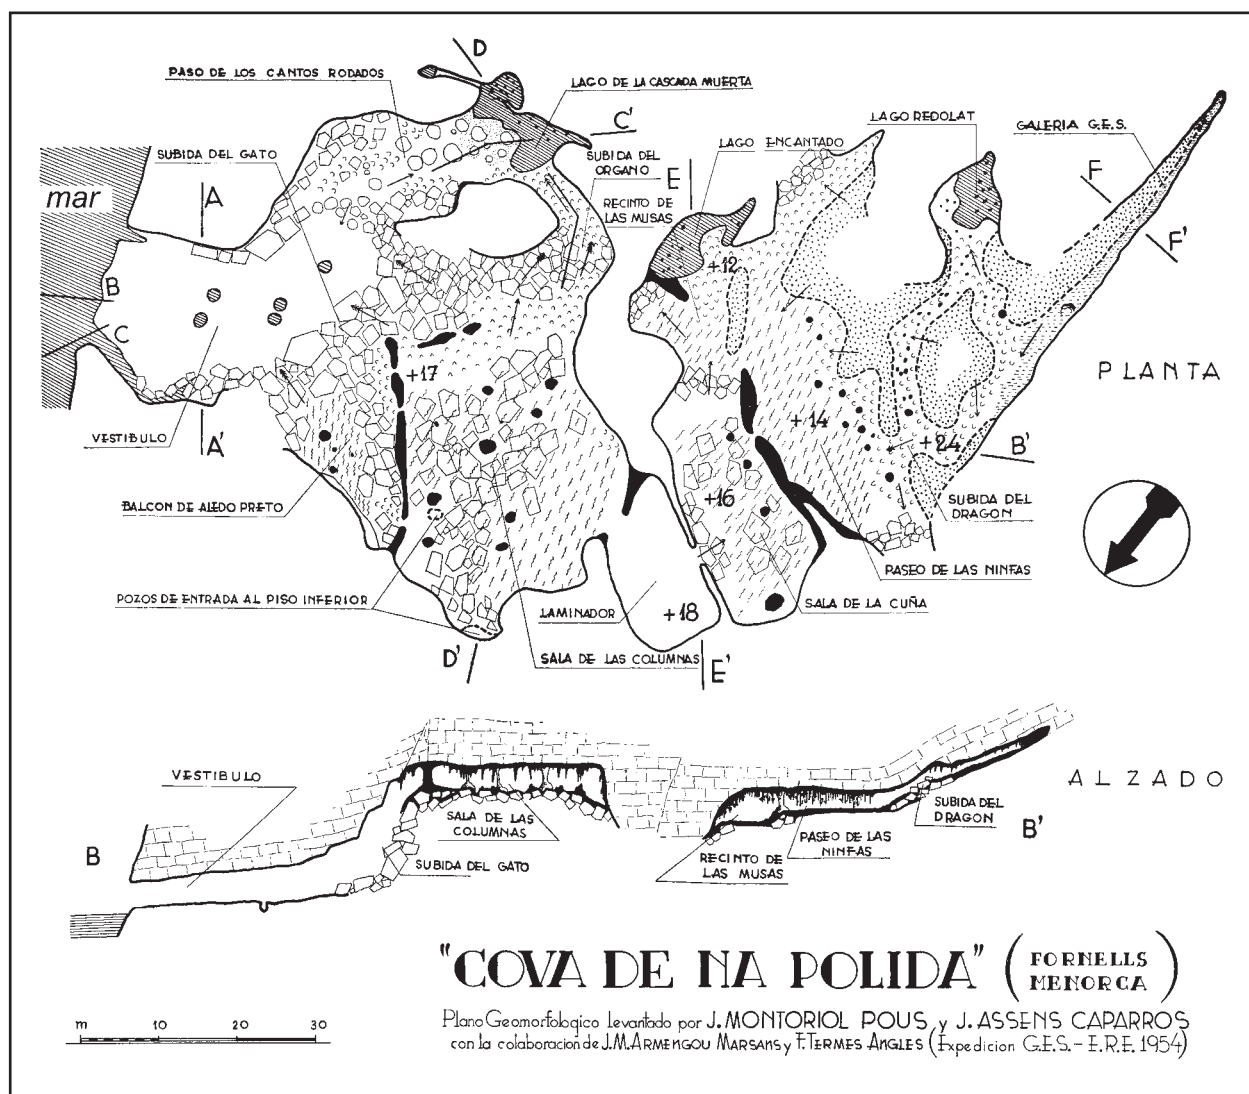 D
PASO DE LOS CANTOS RODADOS
LAGO DE LA CASCADA MUERTA
C'
LAGO REDOLAT
GALERIA G.E.S.
SUBIDA DEL GATO
SUBIDA DEL
ORGANO
LAGO ENCANTADO
E
F
mar
A
RECINTO DE
LAS MUSAS
F'
+12
B
C
+17
PLANTA
VESTIBULO
A'
+14
+24
B'
+16
BALCON DE ALEDO PRETO
SUBIDA DEL
DRAGON
PASEO DE LAS NINFAS
POZOS DE ENTRADA AL PISO INFERIOR
LAMINADOR
+18
SALA DE LA CUÑA
D'
SALA DE LAS COLUMNAS
E'
VESTIBULO
ALZADO
SALA DE LAS
COLUMNAS
SUBIDA DEL
DRAGON
B'
B
SUBIDA DEL GATO
PASEO DE LAS
NINFAS
RECINTO DE
LAS MUSAS
"COVA DE NA POLIDA" (FORNELLS
MENORCA)
m 10 20 30
Plano Geomorfologico levantado por J. MONTORIOL POUS, y J. ASSENS CAPARROS
con la colaboracion de J.M. ARMENGOU MARSANS y F. TERMES ANGLES (Expedicion G.E.S. - E.R.E. 1954)